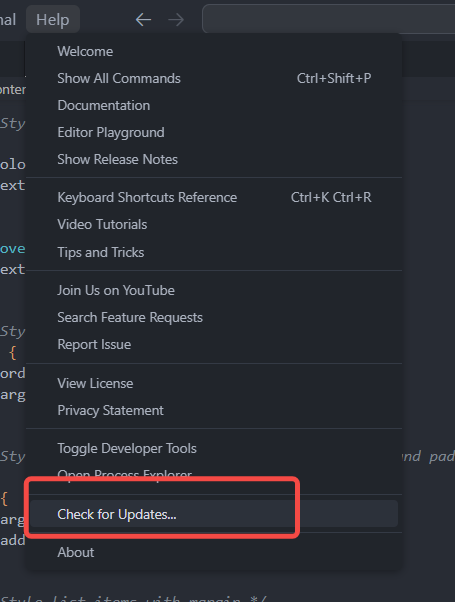 nal Help
Welcome
Show All Commands Ctrl+Shift+P
Documentation
Editor Playground
Show Release Notes
Keyboard Shortcuts Reference Ctrl+K Ctrl+R
Video Tutorials
Tips and Tricks
Join Us on YouTube
Search Feature Requests
Report Issue
View License
Privacy Statement
Toggle Developer Tools
Open Process Explorer
Check for Updates...
About
onten
Sty
olo
ext
ove
ext
Sty
{
ord
arg
Sty
nd pad
{
arg
add
Style list items with margin */